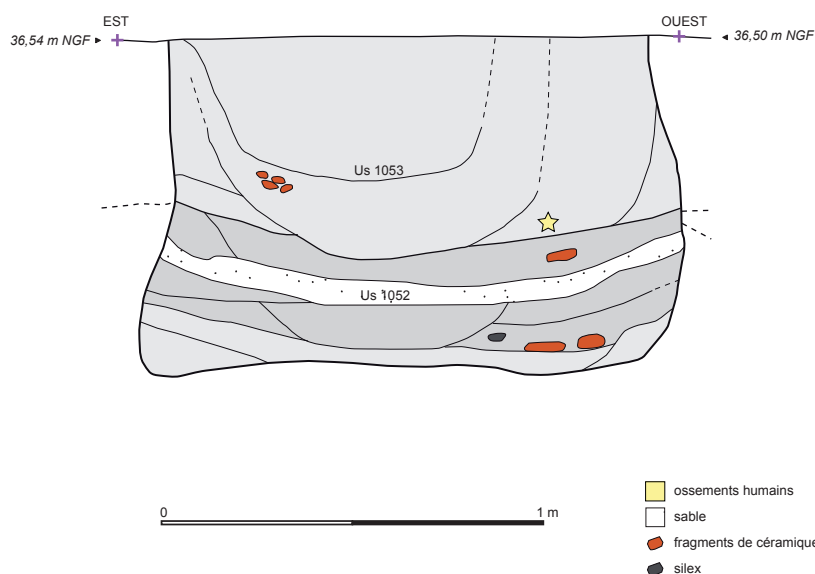 EST
OUEST
36,54 m NGF
36,50 m NGF
Us 1053
Us 1052
0
1 m
ossements humains
sable
fragments de céramique
silex